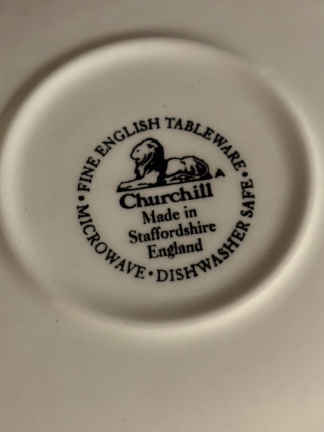 • FINE ENGLISH TABLEWARE •
A
Churchill
Made in
Staffordshire
England
MICROWAVE • DISHWASHER SAFE